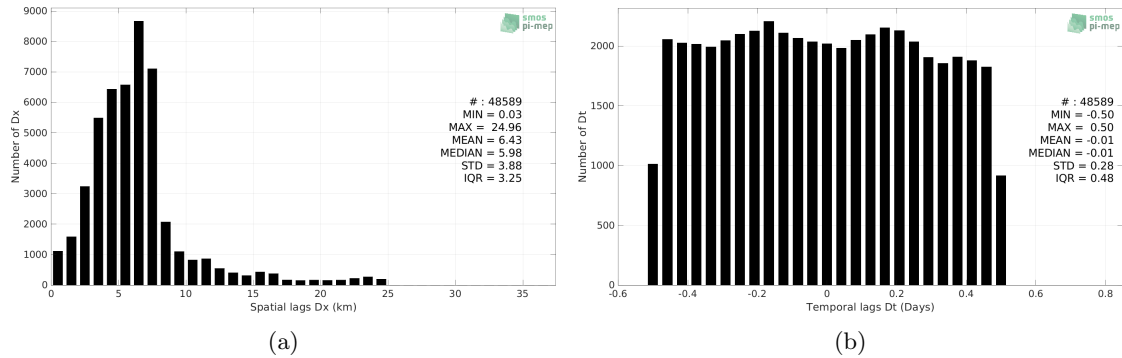 9000
8000
7000
6000
5000
4000
3000
2000
1000
0
Number of Dx
0 5 10 15 20 25 30 35
Spatial lags Dx (km)
smos
pi-mep
# : 48589
MIN = 0.03
MAX = 24.96
MEAN = 6.43
MEDIAN = 5.98
STD = 3.88
IQR = 3.25
(a)
2000
1500
1000
500
0
Number of Dt
-0.6 -0.4 -0.2 0 0.2 0.4 0.6 0.8
Temporal lags Dt (Days)
smos
pi-mep
# : 48589
MIN = -0.50
MAX = 0.50
MEAN = -0.01
MEDIAN = -0.01
STD = 0.28
IQR = 0.48
(b)